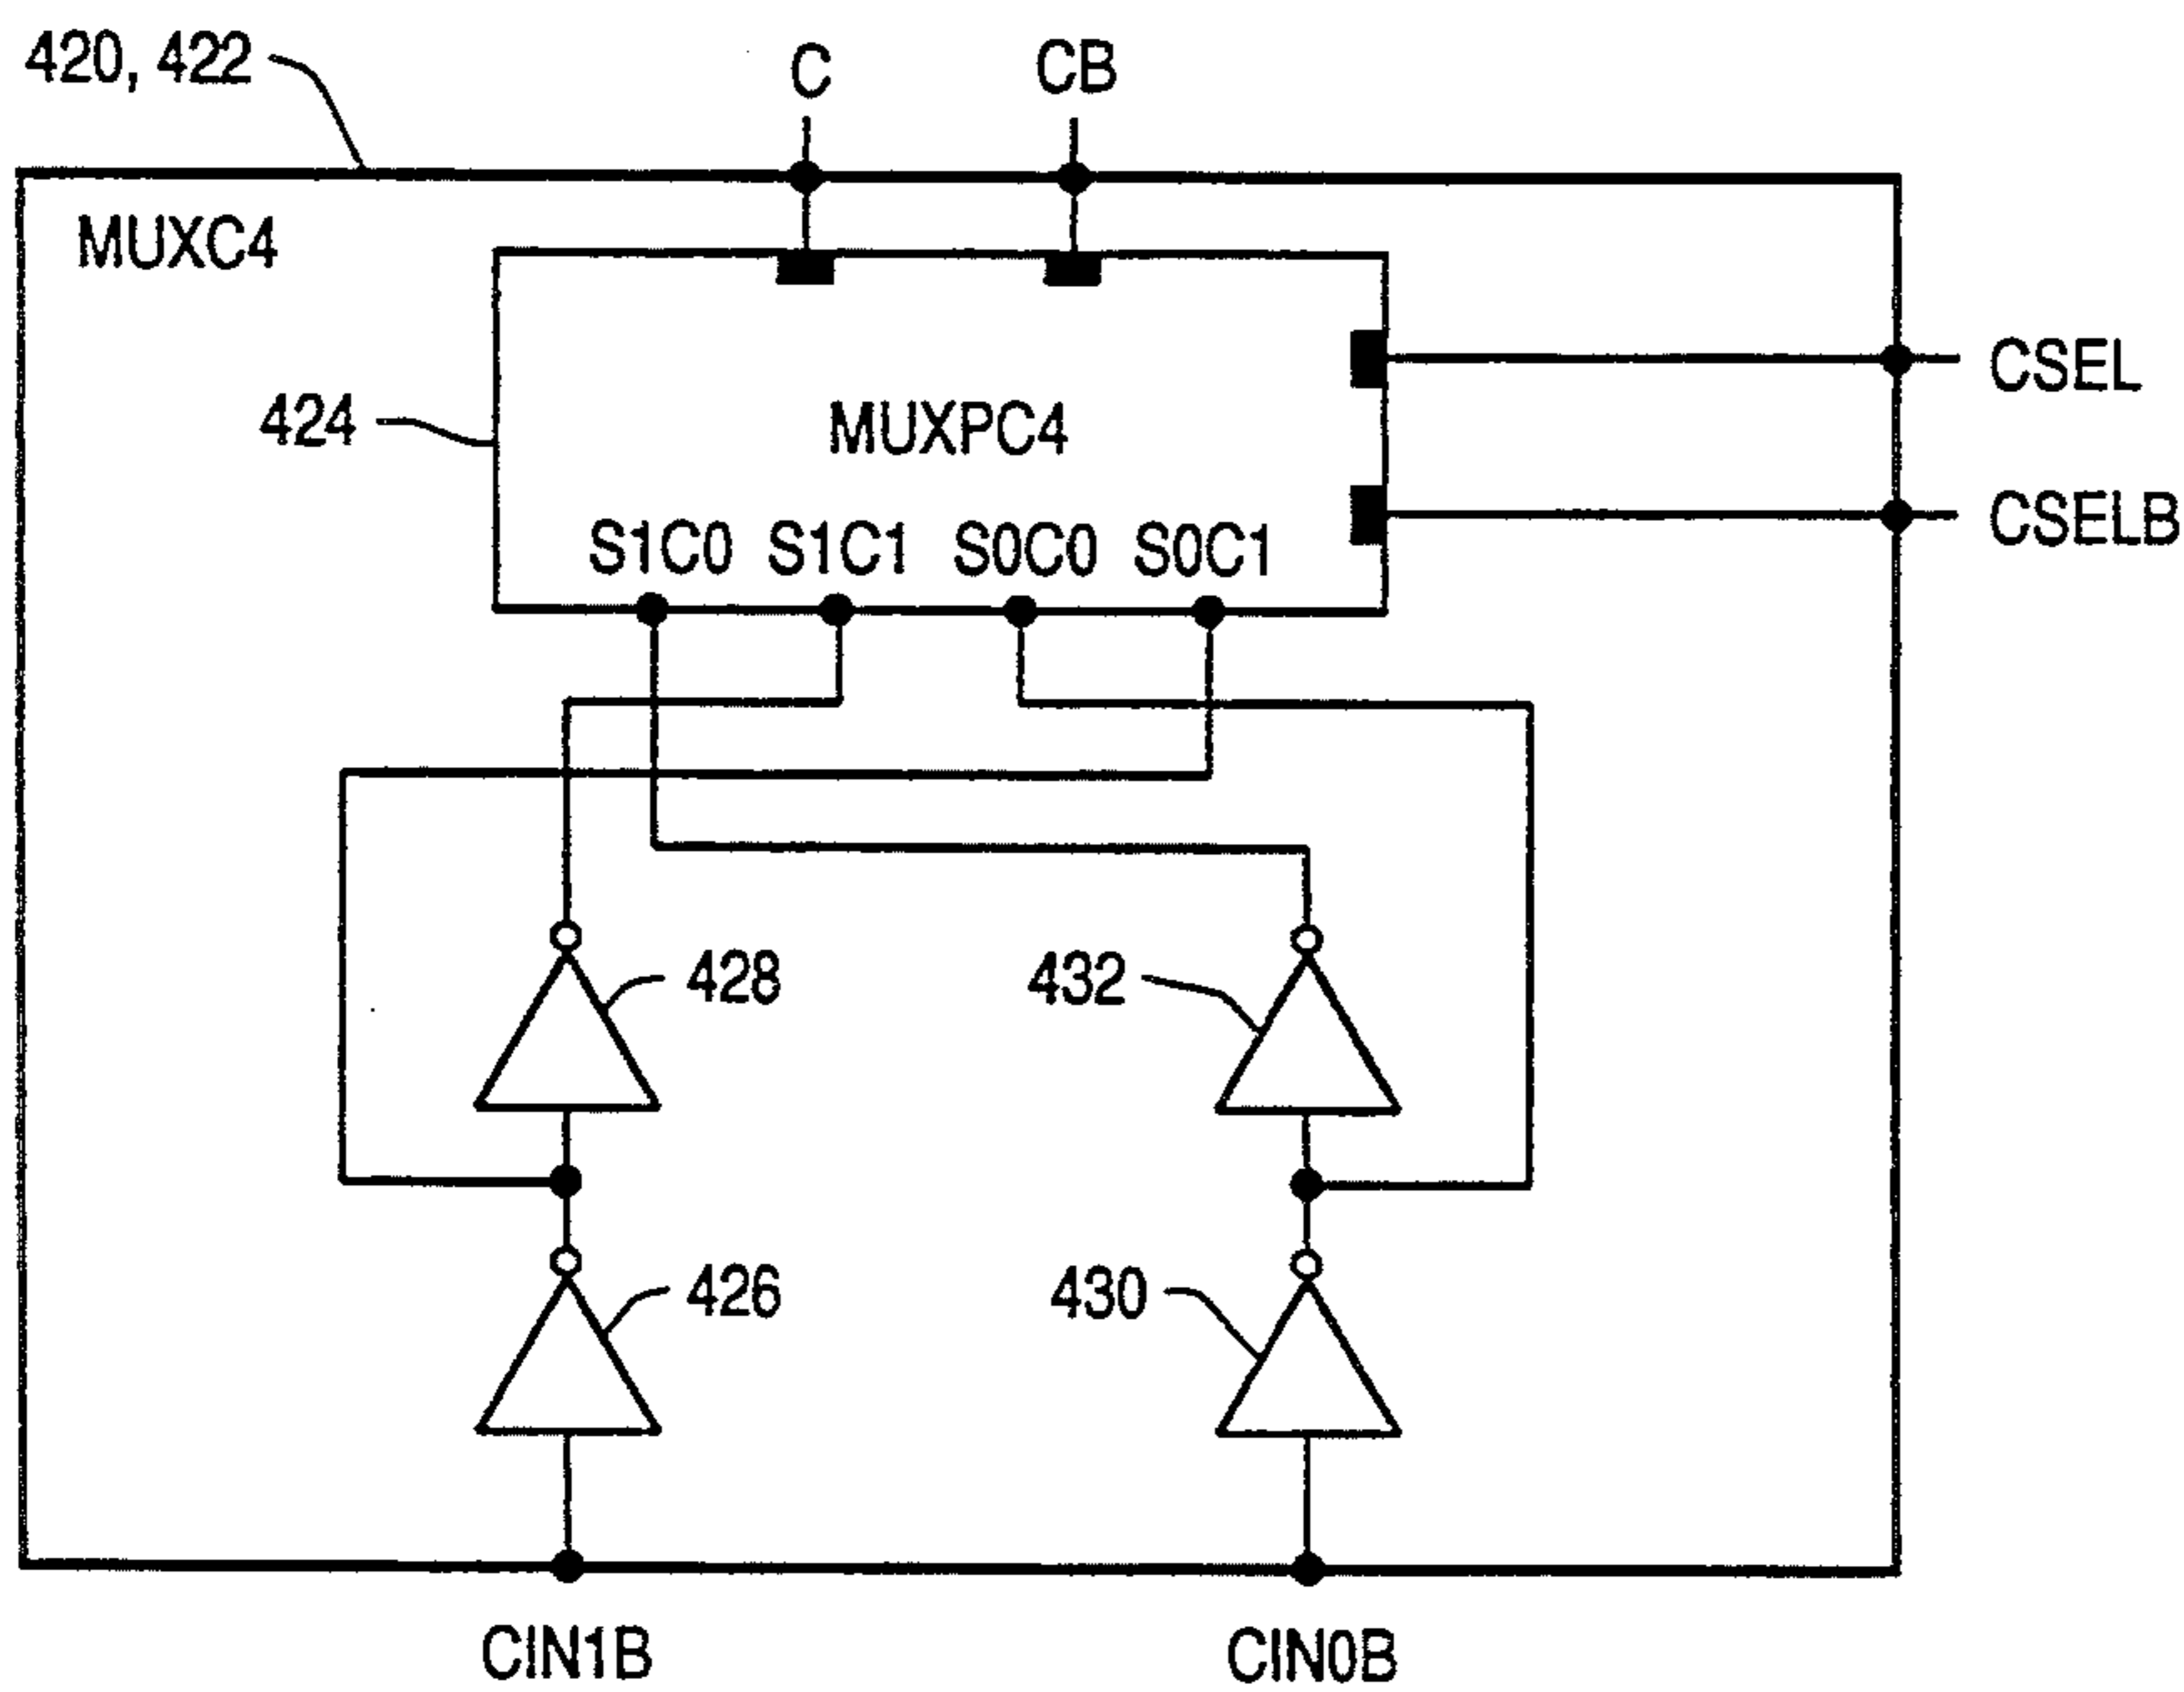 420, 422
C
CB
MUXC4
CSEL
424
MUXPC4
CSELB
S1C0 S1C1 S0C0 S0C1
428
432
426
430
CIN1B
CIN0B